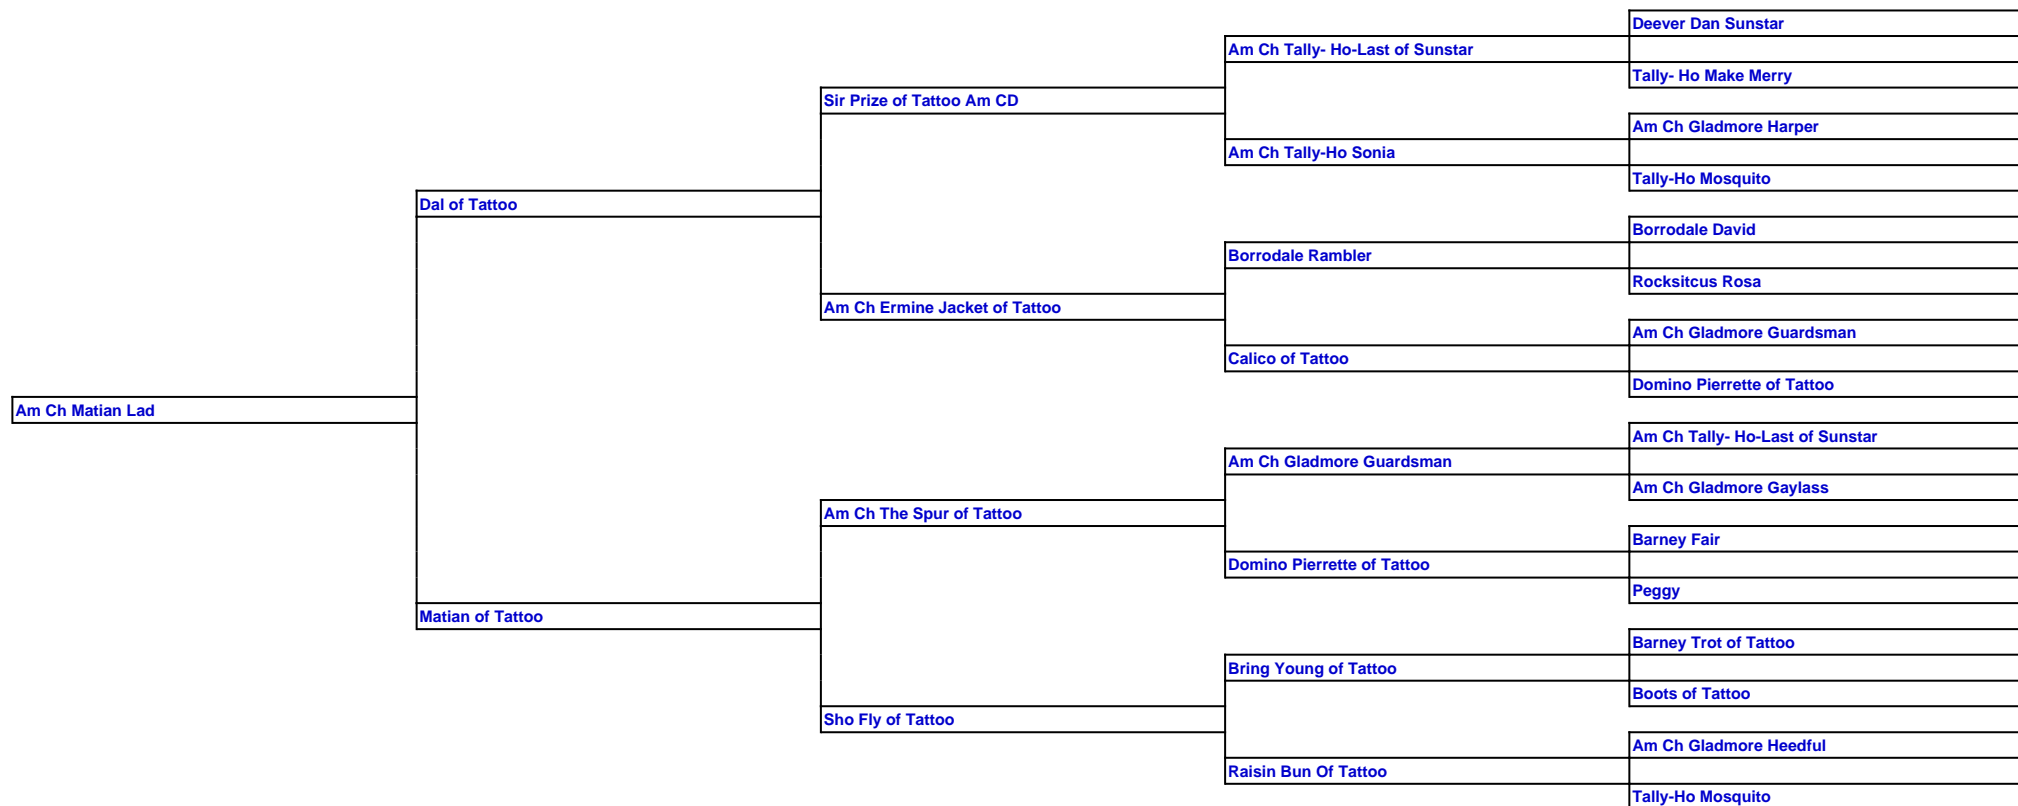 Deever Dan Sunstar
Am Ch Tally- Ho-Last of Sunstar
Tally- Ho Make Merry
Sir Prize of Tattoo Am CD
Am Ch Gladmore Harper
Am Ch Tally-Ho Sonia
Tally-Ho Mosquito
Dal of Tattoo
Borrodale David
Borrodale Rambler
Rocksitcus Rosa
Am Ch Ermine Jacket of Tattoo
Am Ch Gladmore Guardsman
Calico of Tattoo
Domino Pierrette of Tattoo
Am Ch Matian Lad
Am Ch Tally- Ho-Last of Sunstar
Am Ch Gladmore Guardsman
Am Ch Gladmore Gaylass
Am Ch The Spur of Tattoo
Barney Fair
Domino Pierrette of Tattoo
Peggy
Matian of Tattoo
Barney Trot of Tattoo
Bring Young of Tattoo
Boots of Tattoo
Sho Fly of Tattoo
Am Ch Gladmore Heedful
Raisin Bun Of Tattoo
Tally-Ho Mosquito